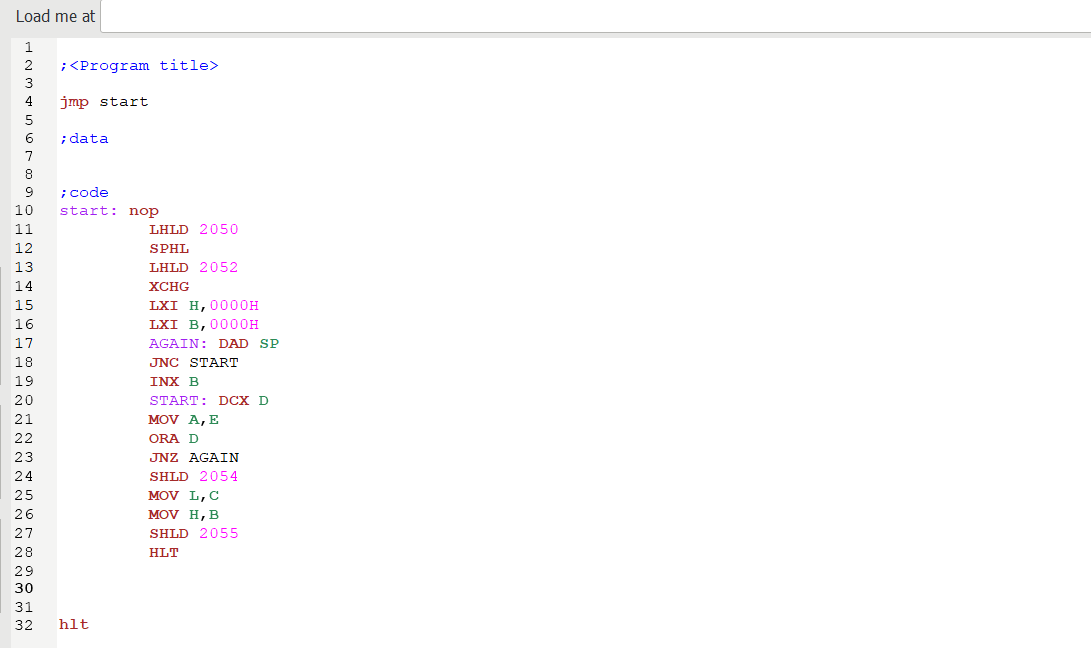 Load me at
1
2 ;<Program title>
3
4 jmp start
5
6 ;data
7
8
9 ;code
10 start: nop
11 LHLD 2050
12 SPHL
13 LHLD 2052
14 XCHG
15 LXI H,0000H
16 LXI B,0000H
17 AGAIN: DAD SP
18 JNC START
19 INX B
20 START: DCX D
21 MOV A,E
22 ORA D
23 JNZ AGAIN
24 SHLD 2054
25 MOV L,C
26 MOV H,B
27 SHLD 2055
28 HLT
29
30
31
32 hlt